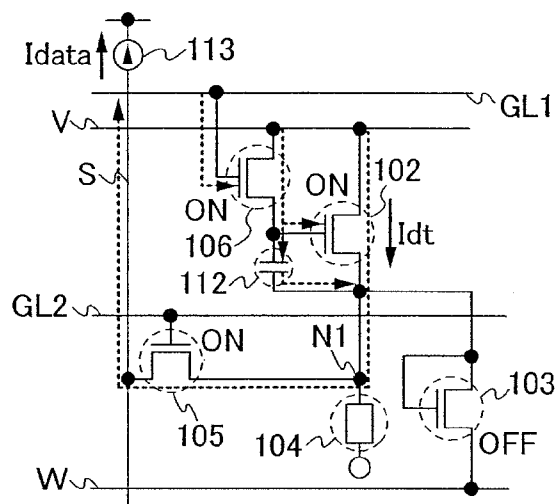 Idata
113
GL1
V
S
ON
106
ON
102
Idt
112
GL2
ON
N1
105
104
103
OFF
W